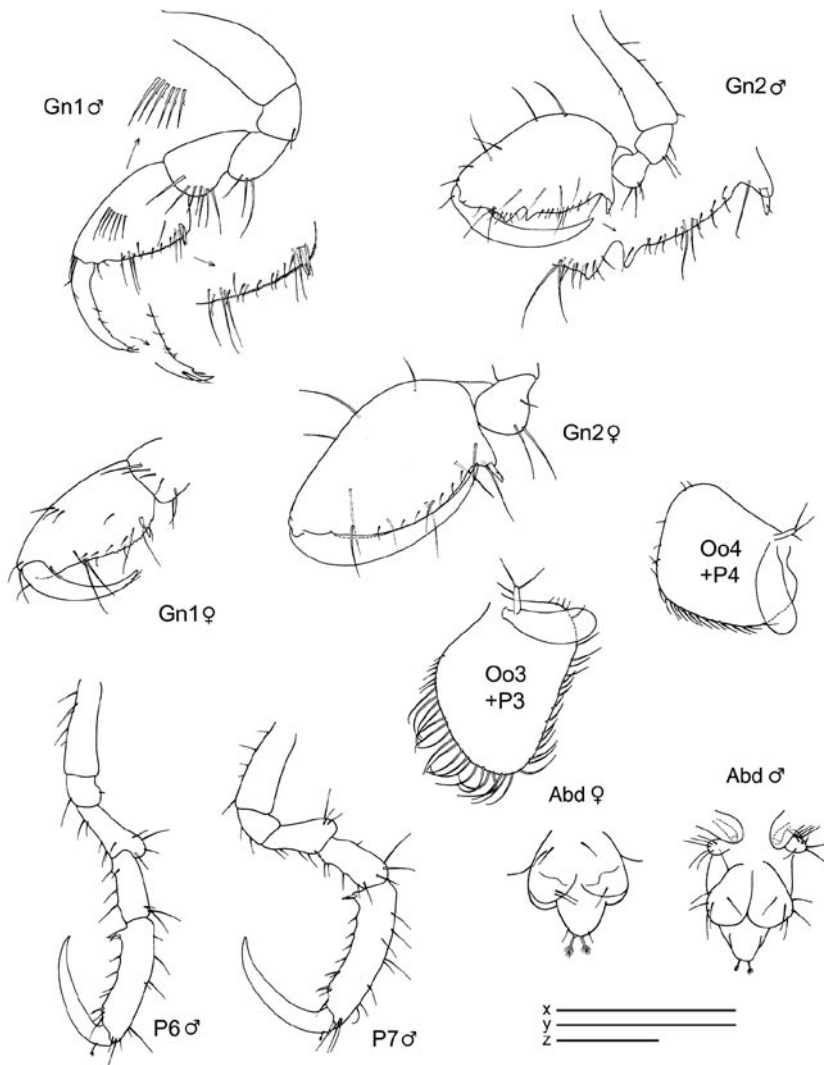 Gn1♂
Gn2♂
Gn2♀
Gn1♀
Oo4
+P4
Oo3
+P3
Abd ♀
Abd ♂
P6♂
P7♂
x
y
z